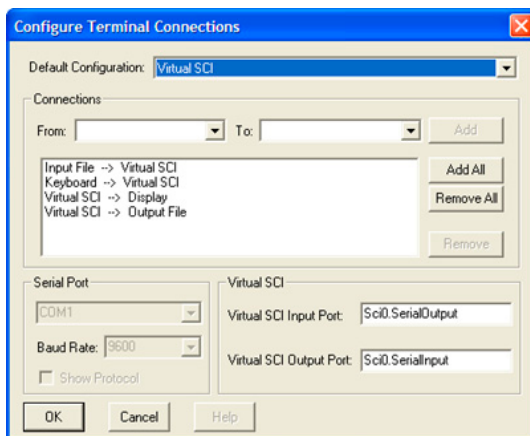 Configure Terminal Connections
Default Configuration: Virtual SCI
Connections
From: To: Add
Input File --> Virtual SCI
Keyboard --> Virtual SCI
Virtual SCI --> Display
Virtual SCI --> Output File
Add All
Remove All
Remove
Serial Port
COM1
Baud Rate: 9600
Show Protocol
Virtual SCI
Virtual SCI Input Port: Sci0.SerialOutput
Virtual SCI Output Port: Sci0.SerialInput
OK Cancel Help